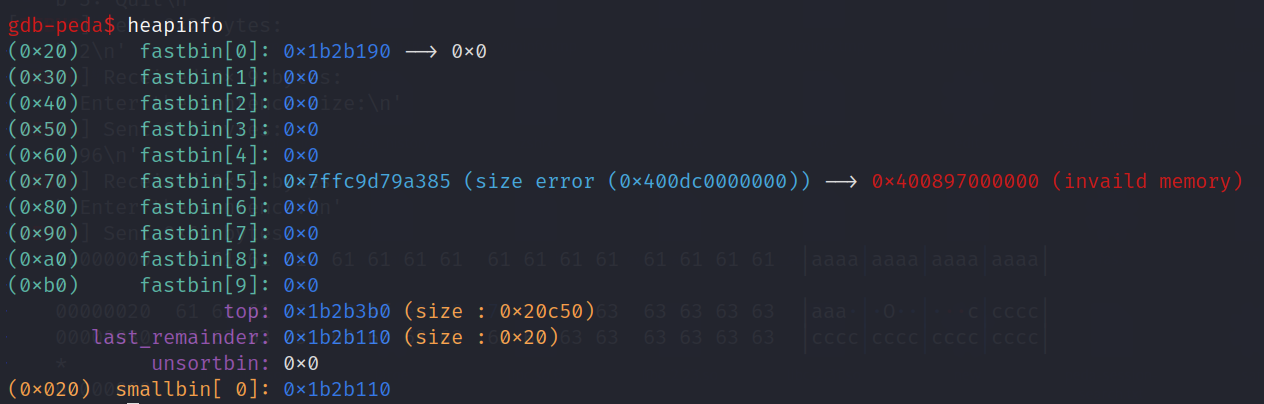 gdb-peda$ heapinfo
(0x20)     fastbin[0]: 0x1b2b190 —> 0x0
(0x30)     fastbin[1]: 0x0
(0x40)     fastbin[2]: 0x0
(0x50)     fastbin[3]: 0x0
(0x60)     fastbin[4]: 0x0
(0x70)     fastbin[5]: 0x7ffc9d79a385 (size error (0x400dc0000000)) —> 0x400897000000 (invaild memory)
(0x80)     fastbin[6]: 0x0
(0x90)     fastbin[7]: 0x0
(0xa0)     fastbin[8]: 0x0
(0xb0)     fastbin[9]: 0x0
top: 0x1b2b3b0 (size : 0x20c50)
last_remainder: 0x1b2b110 (size : 0x20)
unsortbin: 0x0
(0x020)  smallbin[ 0]: 0x1b2b110